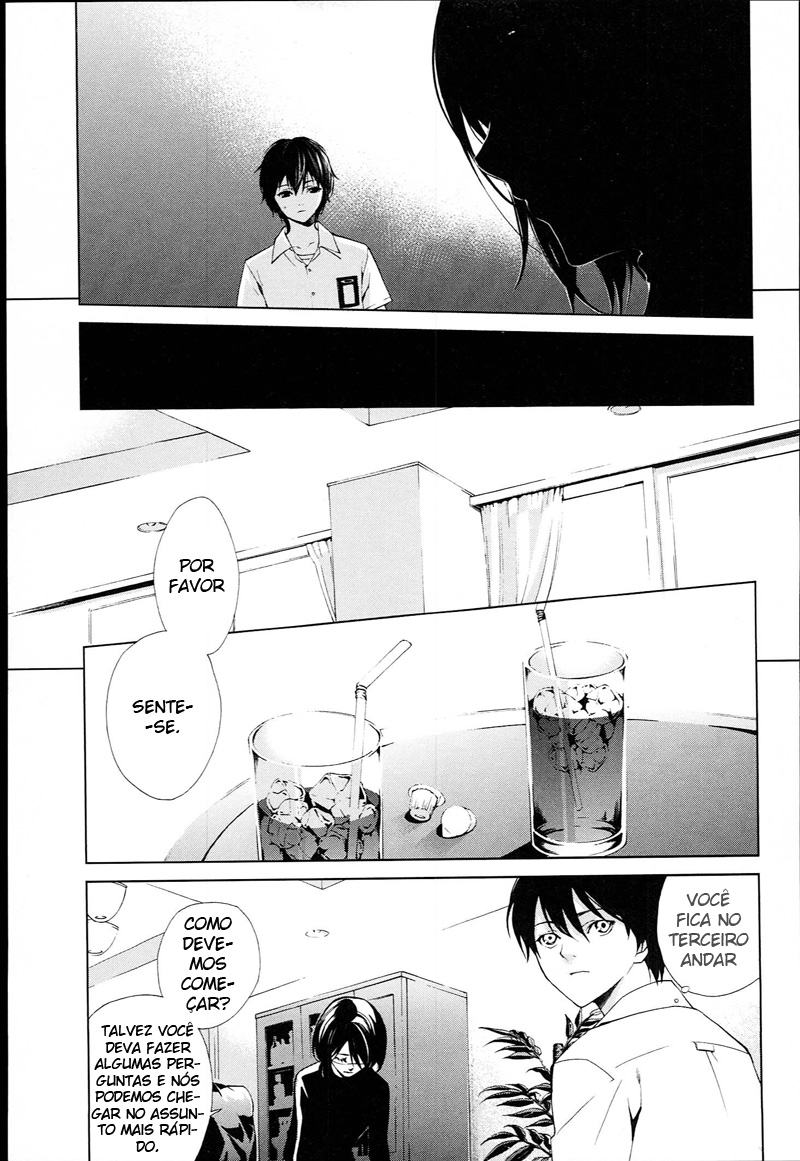 POR
FAVOR
SENTE-
-SE.
VOCÊ
FICA NO
TERCEIRO
ANDAR
COMO
DEVE-
MOS
COME-
ÇAR?
TALVEZ VOCÊ
DEVA FAZER
ALGUMAS PER-
GUNTAS E NÓS
PODEMOS CHE-
GAR NO ASSUN-
TO MAIS RÁPI-
DO.